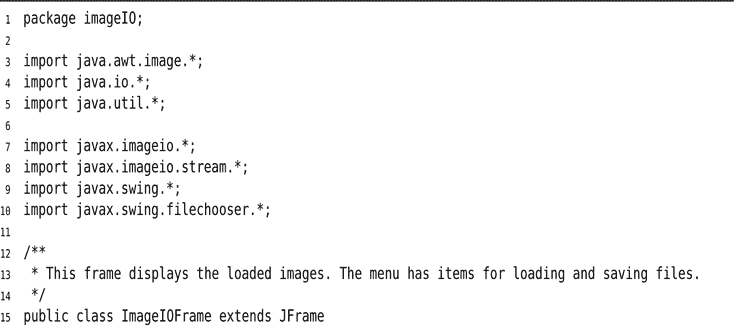 1 package imageIO;
2
3 import java.awt.image.*;
4 import java.io.*;
5 import java.util.*;
6
7 import javax.imageio.*;
8 import javax.imageio.stream.*;
9 import javax.swing.*;
10 import javax.swing.filechooser.*;
11
12 /**
13  * This frame displays the loaded images. The menu has items for loading and saving files.
14  */
15 public class ImageIOFrame extends JFrame